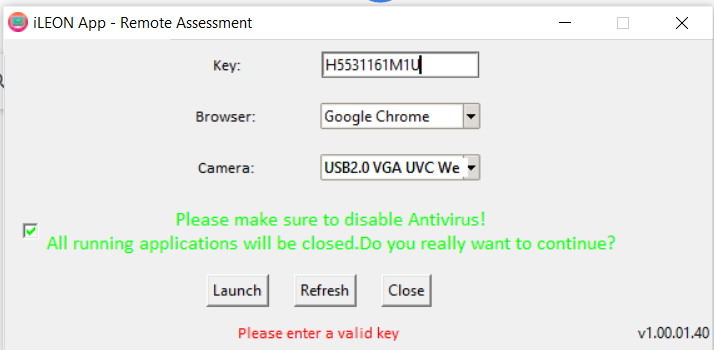 iLEON App - Remote Assessment
Key: H5531161M1U
Browser: Google Chrome
Camera: USB2.0 VGA UVC We
Please make sure to disable Antivirus!
All running applications will be closed.Do you really want to continue?
Launch Refresh Close
Please enter a valid key v1.00.01.40